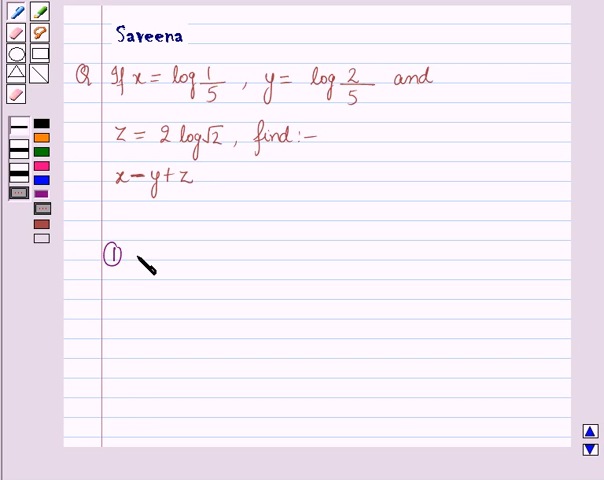 Saveena
Q If x = log 1/5 , y = log 2/5 and
z = 2 log√2 , find :-
x - y + z
①